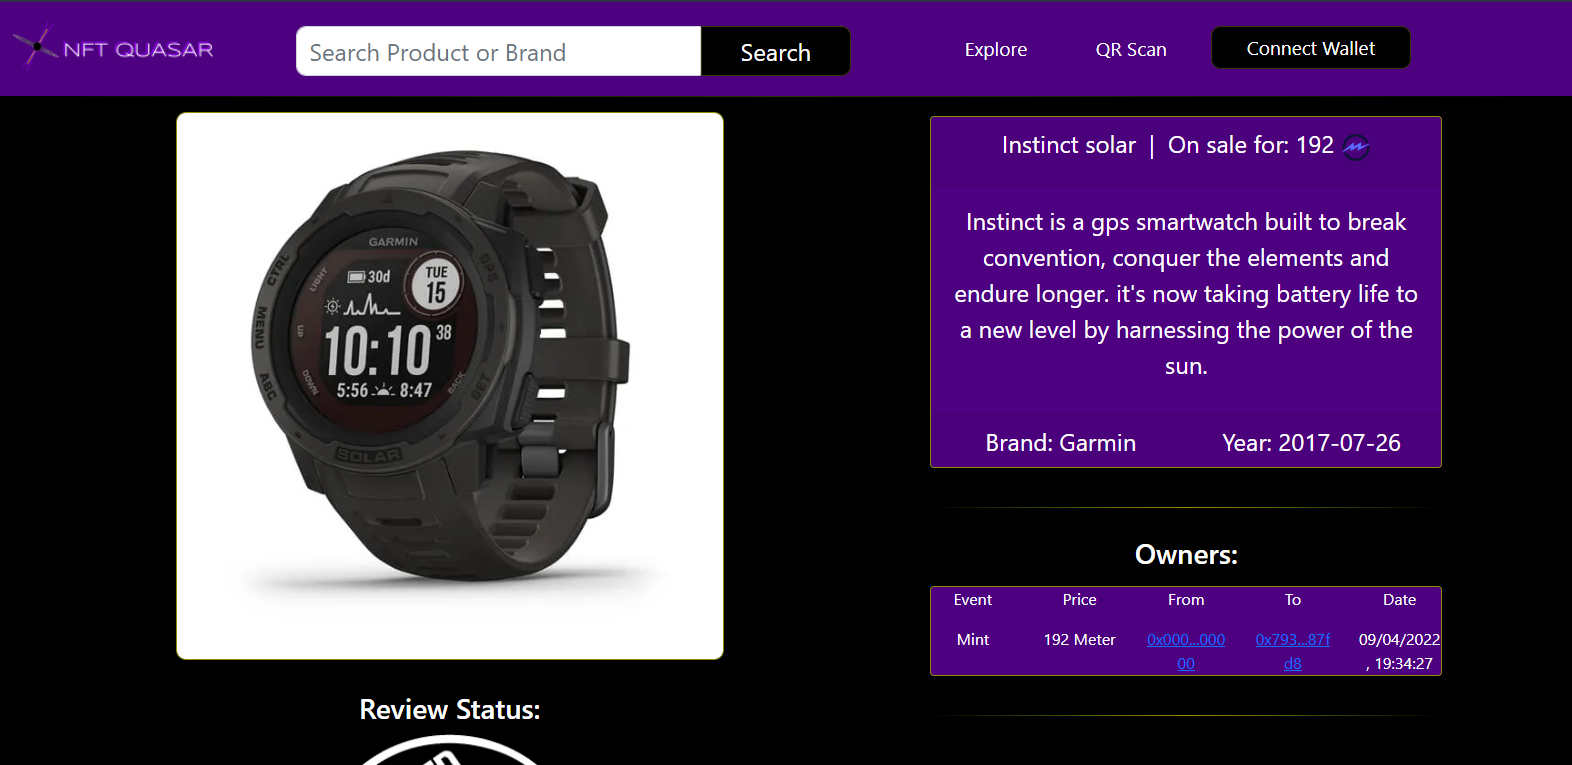 NFT QUASAR
Search Product or Brand
Search
Explore
QR Scan
Connect Wallet
GARMIN
CTRL
LIGHT
GPS
30d
TUE
15
MENU
UP
10:10 38
ABC
DOWN
5:56
8:47
BACK
SET
SOLAR
Review Status:
Instinct solar | On sale for: 192
Instinct is a gps smartwatch built to break
convention, conquer the elements and
endure longer. it's now taking battery life to
a new level by harnessing the power of the
sun.
Brand: Garmin
Year: 2017-07-26
Owners:
Event Price From To Date
Mint 192 Meter 0x000...000 0x793...87f 09/04/2022
00 d8 , 19:34:27